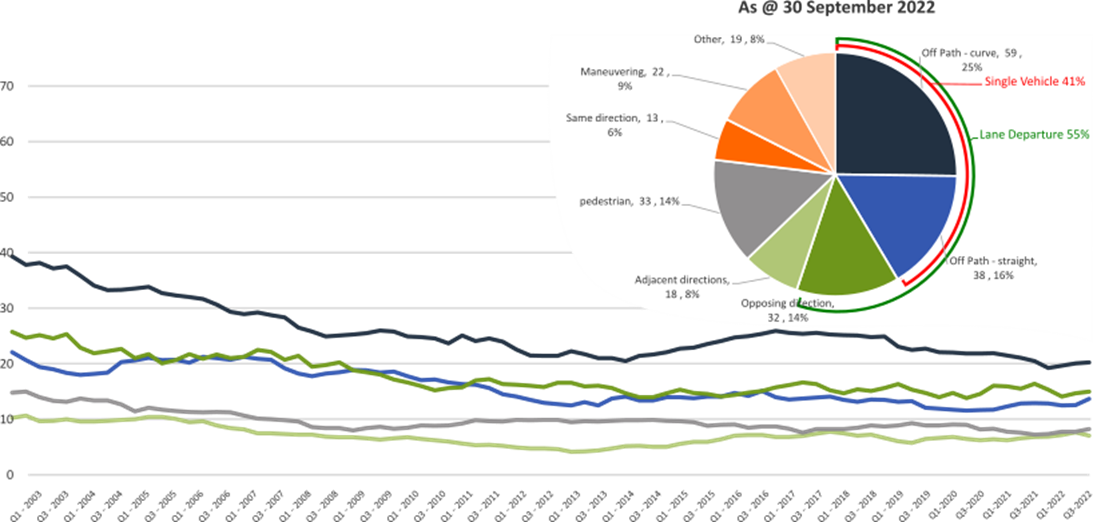 As @ 30 September 2022
Other, 19 , 8%
Off Path - curve, 59 ,
25%
Maneuvering, 22 ,
9%
Single Vehicle 41%
Same direction, 13 ,
6%
Lane Departure 55%
pedestrian, 33 , 14%
Adjacent directions,
18 , 8%
Off Path - straight,
38 , 16%
Opposing direction,
32 , 14%
70
60
50
40
30
20
10
0
Q1 - 2003
Q3 - 2003
Q1 - 2004
Q3 - 2004
Q1 - 2005
Q3 - 2005
Q1 - 2006
Q3 - 2006
Q1 - 2007
Q3 - 2007
Q1 - 2008
Q3 - 2008
Q1 - 2009
Q3 - 2009
Q1 - 2010
Q3 - 2010
Q1 - 2011
Q3 - 2011
Q1 - 2012
Q3 - 2012
Q1 - 2013
Q3 - 2013
Q1 - 2014
Q3 - 2014
Q1 - 2015
Q3 - 2015
Q1 - 2016
Q3 - 2016
Q1 - 2017
Q3 - 2017
Q1 - 2018
Q3 - 2018
Q1 - 2019
Q3 - 2019
Q1 -2020
Q3 -2020
Q1 - 2021
Q3 - 2021
Q1 - 2022
Q3-2022